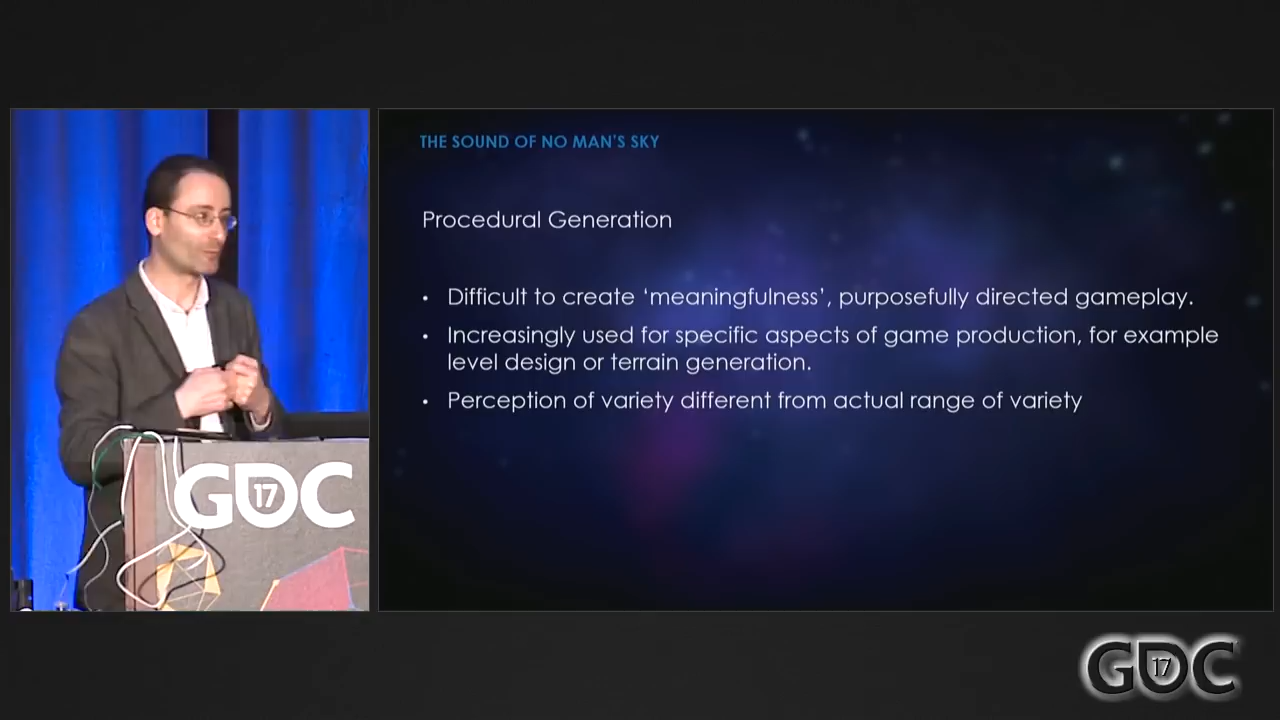 THE SOUND OF NO MAN'S SKY
Procedural Generation
• Difficult to create ‘meaningfulness’, purposefully directed gameplay.
• Increasingly used for specific aspects of game production, for example
level design or terrain generation.
• Perception of variety different from actual range of variety
GDC
17
GDC
17